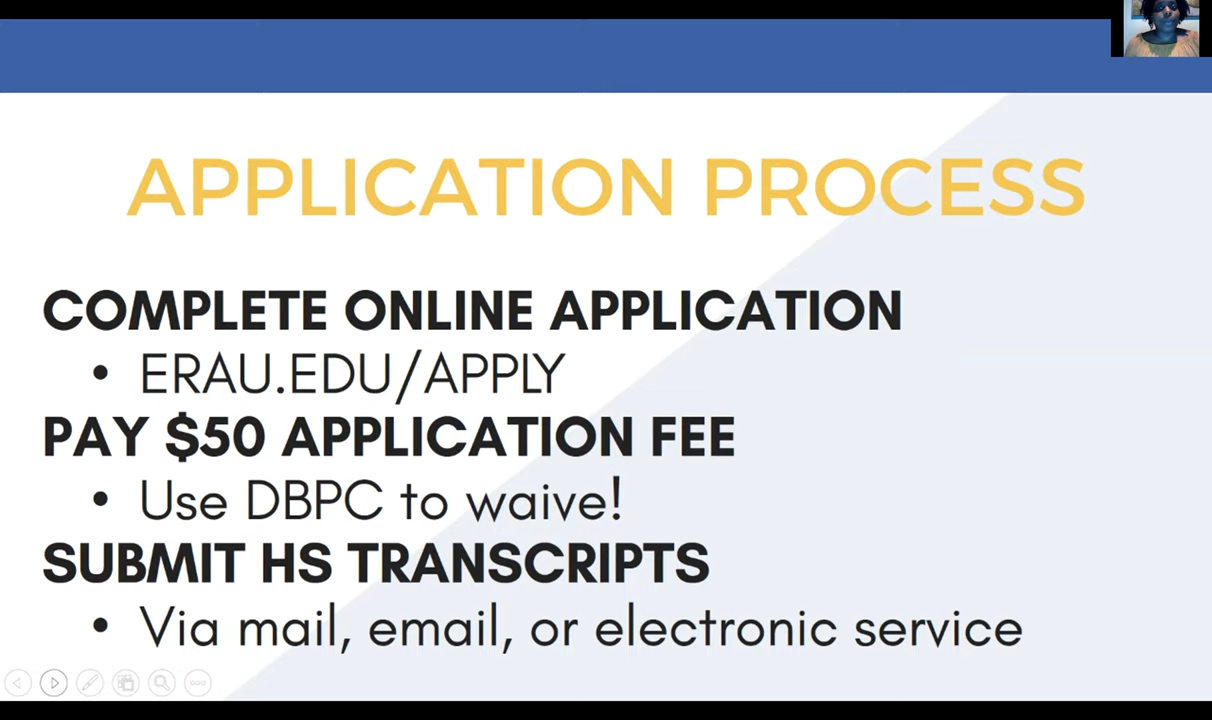 APPLICATION PROCESS
COMPLETE ONLINE APPLICATION
• ERAU.EDU/APPLY
PAY $50 APPLICATION FEE
• Use DBPC to waive!
SUBMIT HS TRANSCRIPTS
• Via mail, email, or electronic service